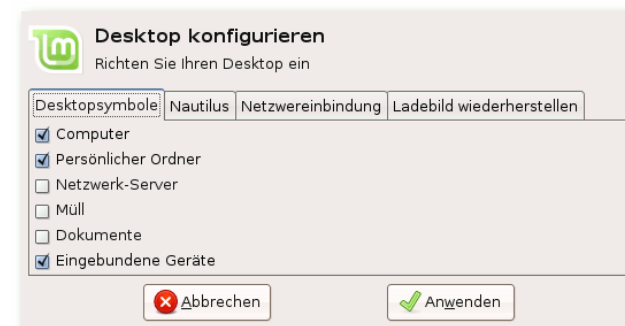 Desktop konfigurieren
Richten Sie Ihren Desktop ein
Desktopsymbole Nautilus Netzwereinbindung Ladebild wiederherstellen
Computer
Persönlicher Ordner
Netzwerk-Server
Müll
Dokumente
Eingebundene Geräte
Abbrechen Anwenden